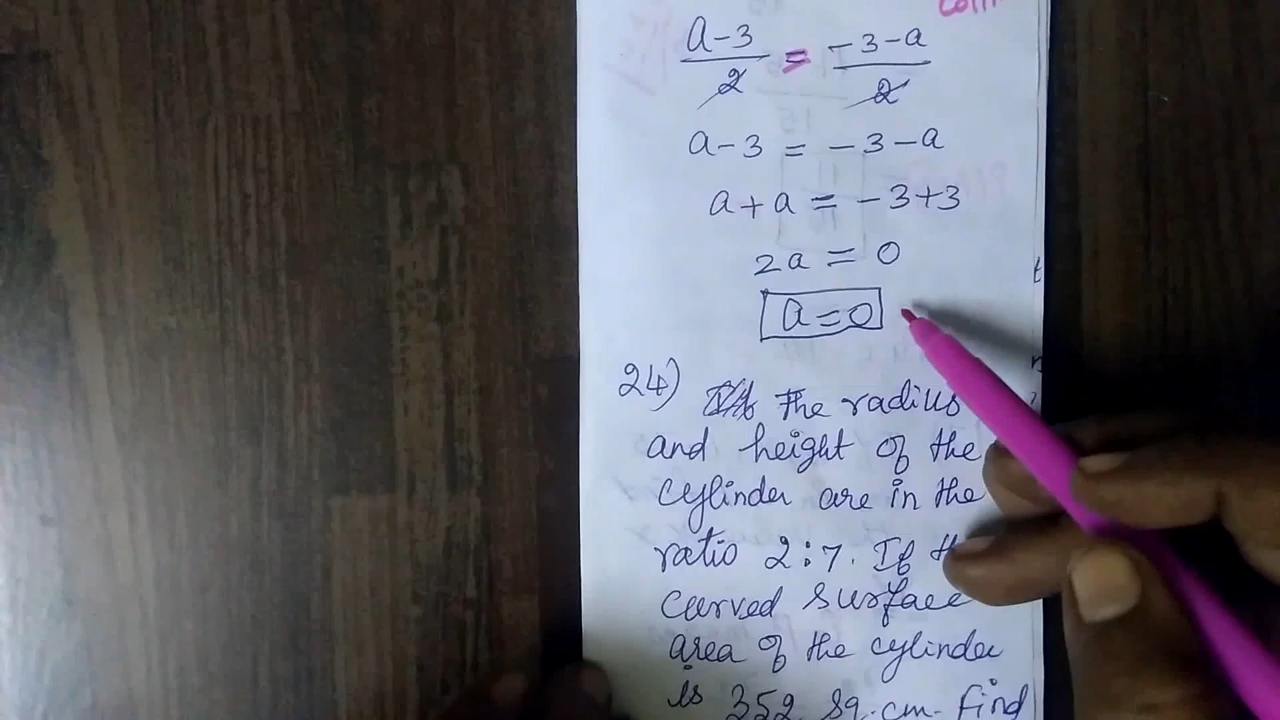 a-3/2 = -3-a/2
a-3 = -3-a
a+a = -3+3
2a = 0
a=0
24) The radius
and height of the
cylinder are in the
ratio 2:7. If
curved surface
area of the cylinder
is 352 sq.cm. Find